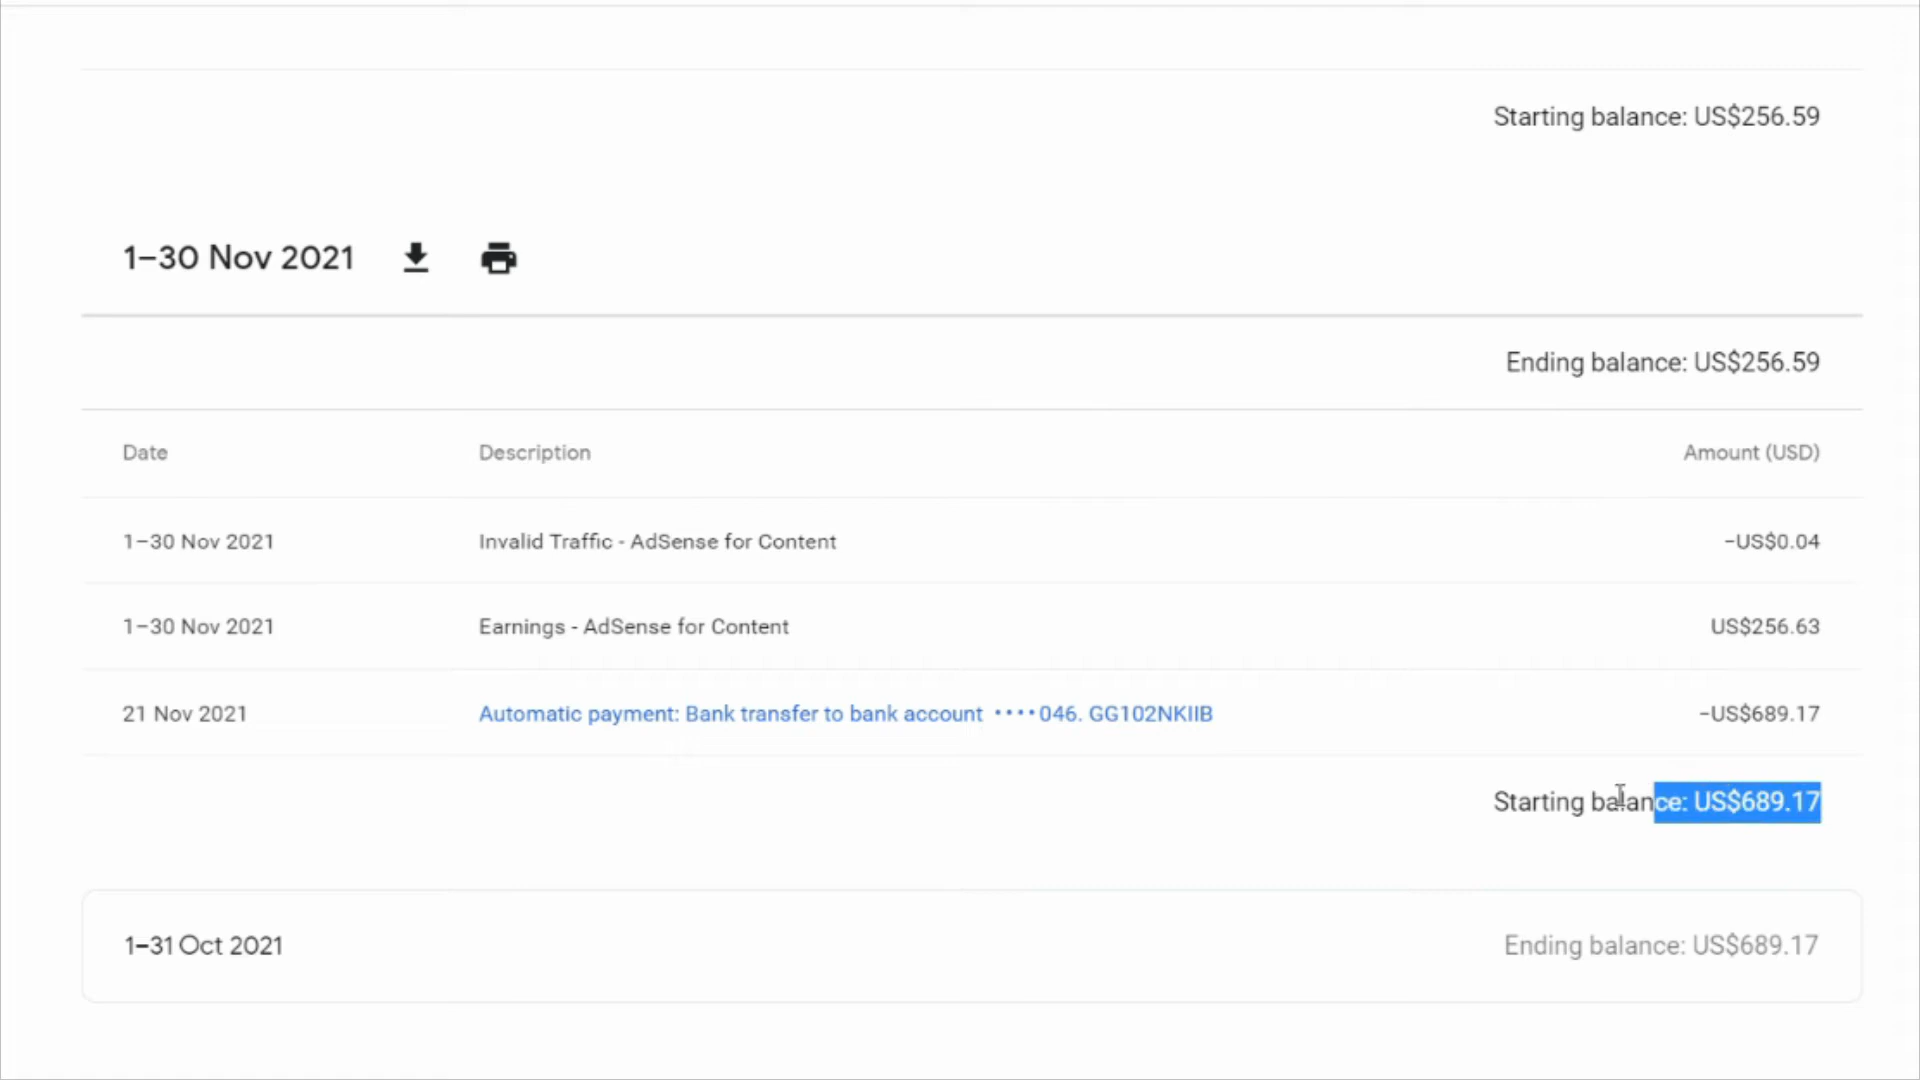 Starting balance: US$256.59
1–30 Nov 2021
Ending balance: US$256.59
Date Description Amount (USD)
1–30 Nov 2021 Invalid Traffic - AdSense for Content −US$0.04
1–30 Nov 2021 Earnings - AdSense for Content US$256.63
21 Nov 2021 Automatic payment: Bank transfer to bank account ••••046. GG102NKIIB −US$689.17
Starting balance: US$689.17
1–31 Oct 2021 Ending balance: US$689.17